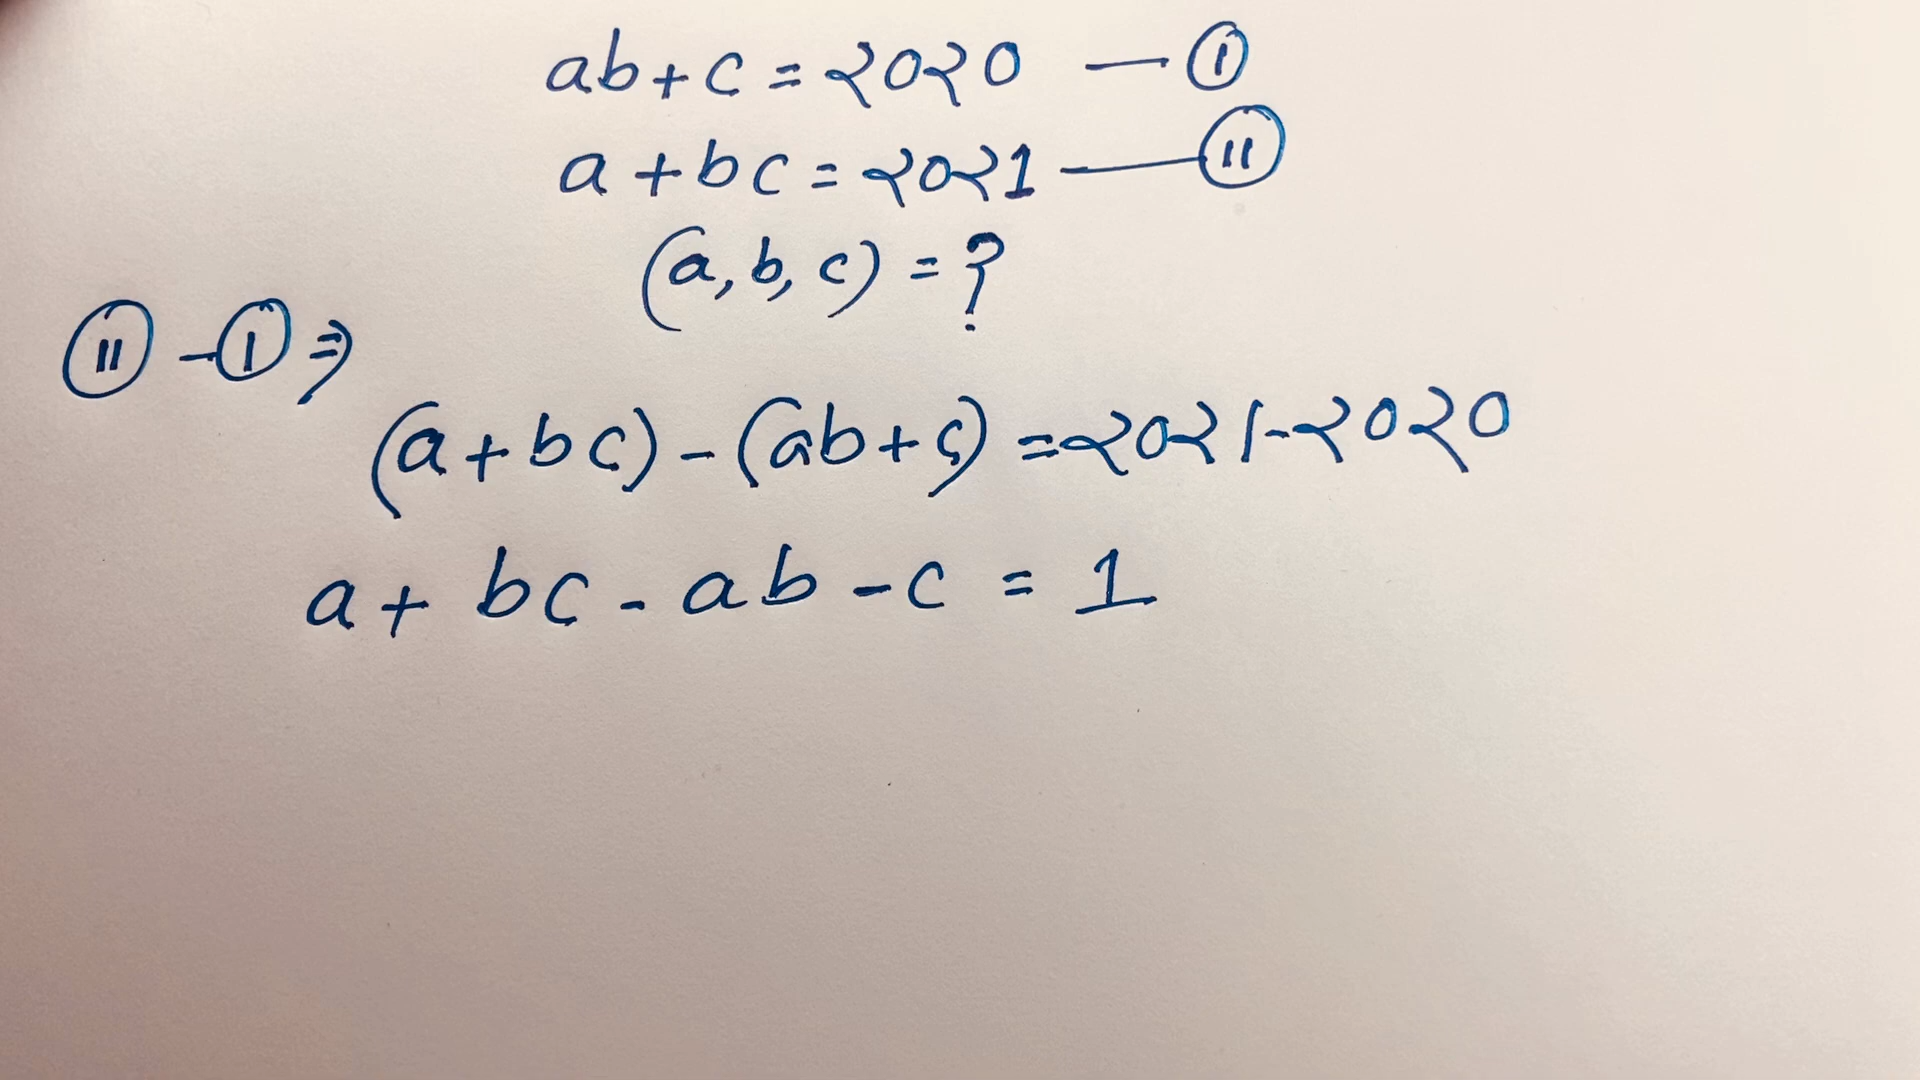 ab+c=2020 — (I)
a+bc=2021 — (II)
(a,b,c)=?
(II) - (I) ⇒
(a+bc)-(ab+c)=2021-2020
a+bc-ab-c=1